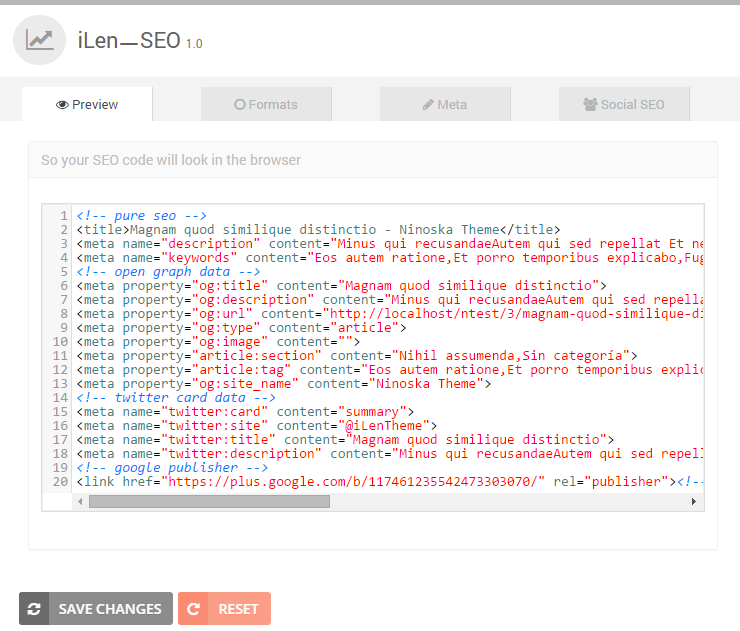 iLen—SEO 1.0
Preview
Formats
Meta
Social SEO
So your SEO code will look in the browser
1 <!-- pure seo -->
2 <title>Magnam quod similique distinctio - Ninoska Theme</title>
3 <meta name="description" content="Minus qui recusandaeAutem qui sed repellat Et ne
4 <meta name="keywords" content="Eos autem ratione,Et porro temporibus explicabo,Fug
5 <!-- open graph data -->
6 <meta property="og:title" content="Magnam quod similique distinctio">
7 <meta property="og:description" content="Minus qui recusandaeAutem qui sed repella
8 <meta property="og:url" content="http://localhost/ntest/3/magnam-quod-similique-di
9 <meta property="og:type" content="article">
10 <meta property="og:image" content="">
11 <meta property="article:section" content="Nihil assumenda,Sin categoría">
12 <meta property="article:tag" content="Eos autem ratione,Et porro temporibus explic
13 <meta property="og:site_name" content="Ninoska Theme">
14 <!-- twitter card data -->
15 <meta name="twitter:card" content="summary">
16 <meta name="twitter:site" content="@iLenTheme">
17 <meta name="twitter:title" content="Magnam quod similique distinctio">
18 <meta name="twitter:description" content="Minus qui recusandaeAutem qui sed repell
19 <!-- google publisher -->
20 <link href="https://plus.google.com/b/117461235542473303070/" rel="publisher"><!--
SAVE CHANGES
RESET